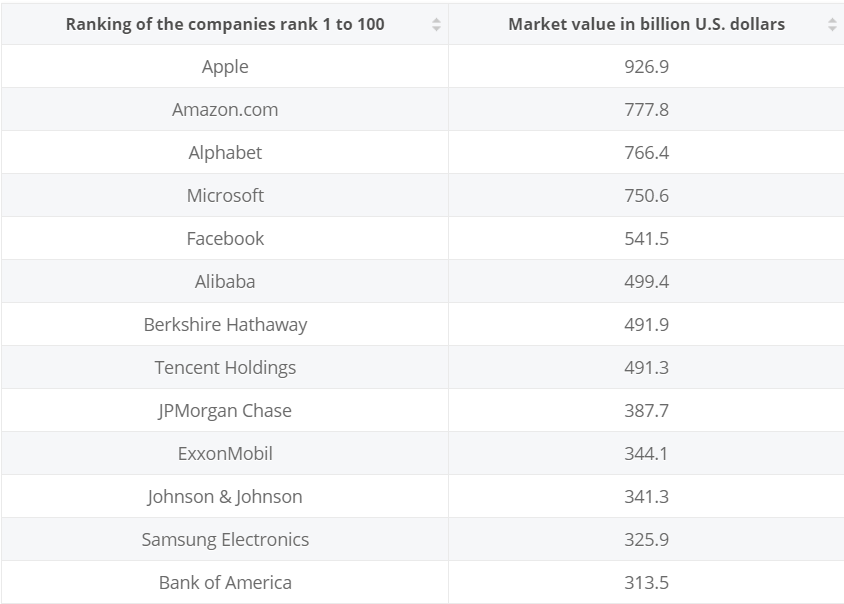 Ranking of the companies rank 1 to 100 Market value in billion U.S. dollars
Apple 926.9
Amazon.com 777.8
Alphabet 766.4
Microsoft 750.6
Facebook 541.5
Alibaba 499.4
Berkshire Hathaway 491.9
Tencent Holdings 491.3
JPMorgan Chase 387.7
ExxonMobil 344.1
Johnson & Johnson 341.3
Samsung Electronics 325.9
Bank of America 313.5